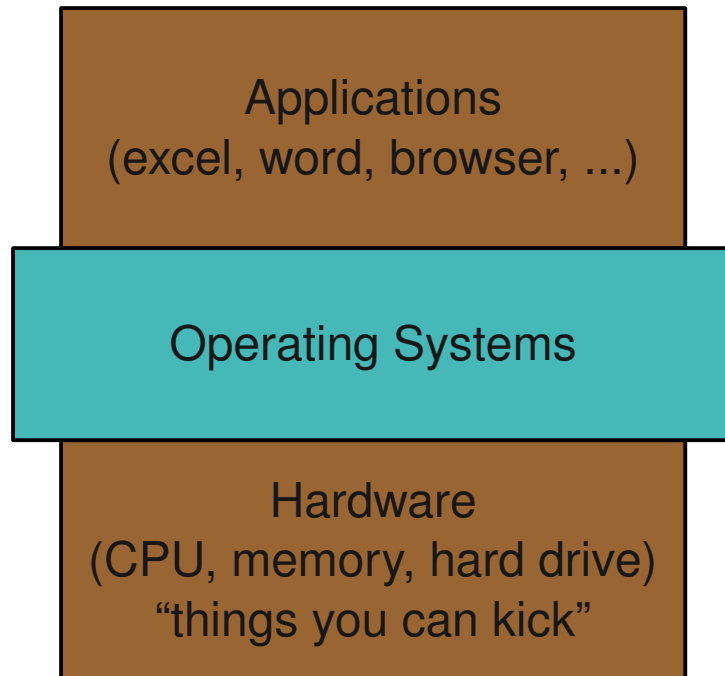 Applications
(excel, word, browser, ...)
Operating Systems
Hardware
(CPU, memory, hard drive)
“things you can kick”